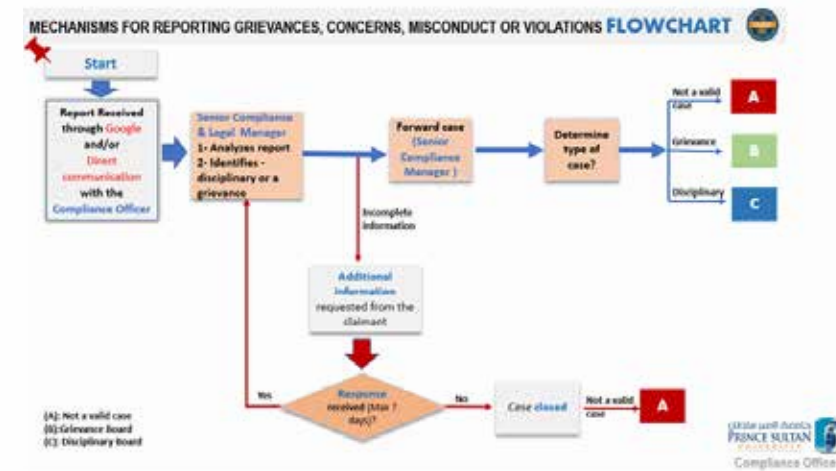 MECHANISMS FOR REPORTING GRIEVANCES, CONCERNS, MISCONDUCT OR VIOLATIONS FLOWCHART
Start
Report Received
through Google
and/or
Direct
communication
with the
Compliance Officer
Senior Compliance
& Legal Manager
1- Analyzes report
2- Identifies -
disciplinary or a
grievance
Forward case
(Senior
Compliance
Manager )
Determine
type of
case?
Not a valid
case
A
Grievance
B
Disciplinary
C
Incomplete
information
Additional
information
requested from the
claimant
Response
received (Max 7
days)?
Yes
No
Case closed
Not a valid
case
A
(A): Not a valid case
(B):Grievance Board
(C): Disciplinary Board
جامعة الأمير سلطان
PRINCE SULTAN
UNIVERSITY
Compliance Office